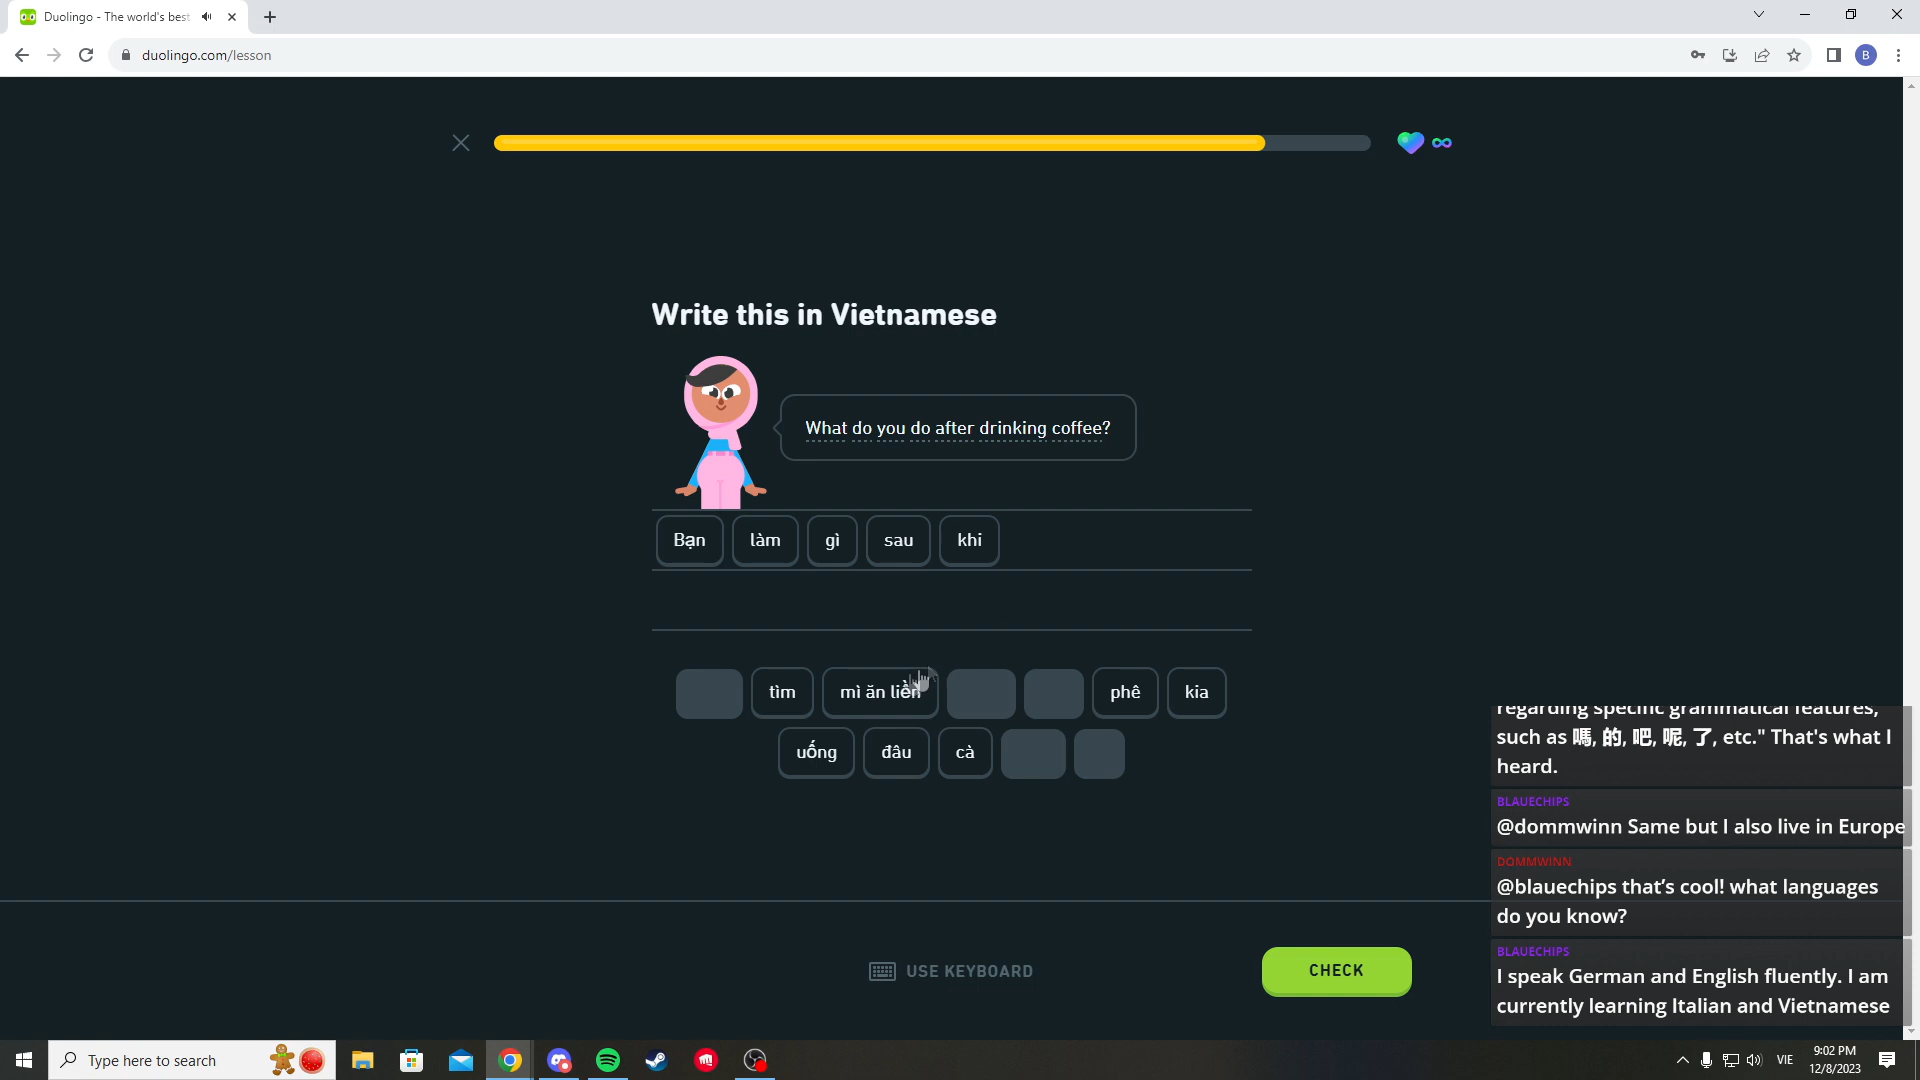 Duolingo - The world's best
duolingo.com/lesson
B
Write this in Vietnamese
What do you do after drinking coffee?
Bạn làm gì sau khi
tìm mì ăn liền phê kia
uống đâu cà
USE KEYBOARD
CHECK
regarding specific grammatical features,
such as 嗎, 的, 吧, 呢, 了, etc." That's what I
heard.
BLAUECHIPS
@dommwinn Same but I also live in Europe
DOMMWINN
@blauechips that’s cool! what languages
do you know?
BLAUECHIPS
I speak German and English fluently. I am
currently learning Italian and Vietnamese
Type here to search
VIE
9:02 PM
12/8/2023